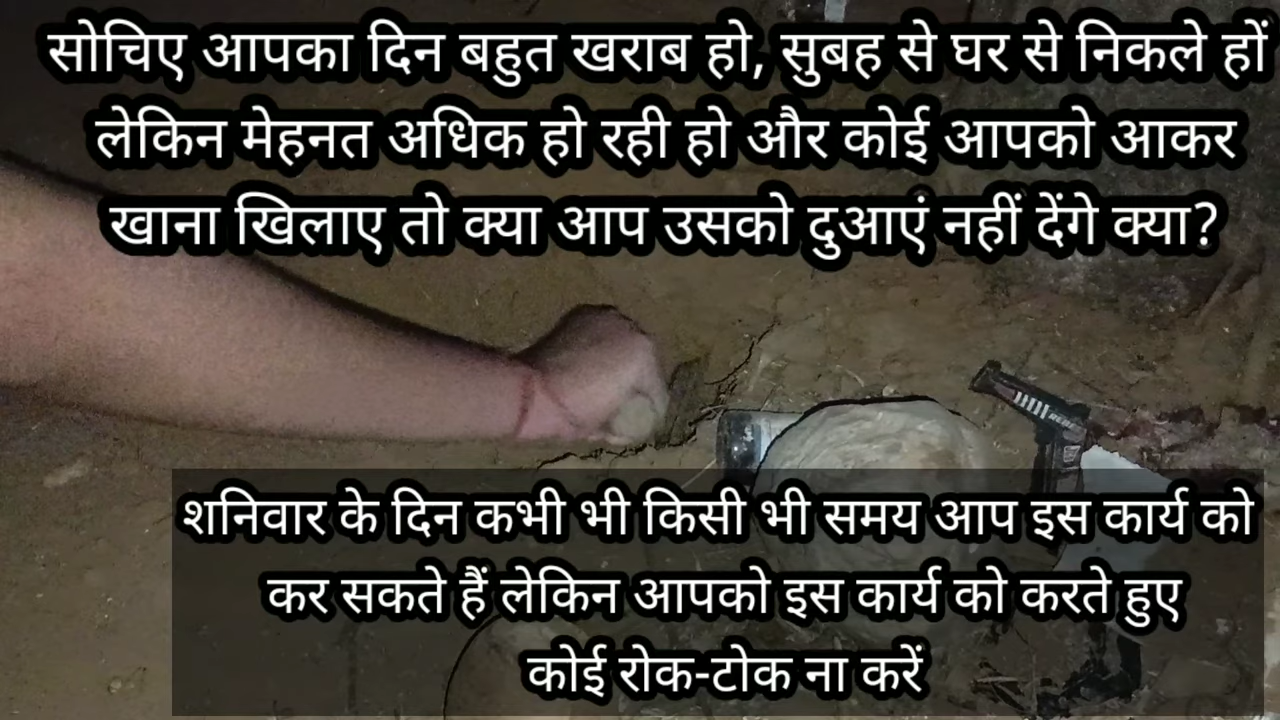 सोचिए आपका दिन बहुत खराब हो, सुबह से घर से निकले हों
लेकिन मेहनत अधिक हो रही हो और कोई आपको आकर
खाना खिलाए तो क्या आप उसको दुआएं नहीं देंगे क्या?
शनिवार के दिन कभी भी किसी भी समय आप इस कार्य को
कर सकते हैं लेकिन आपको इस कार्य को करते हुए
कोई रोक-टोक ना करें